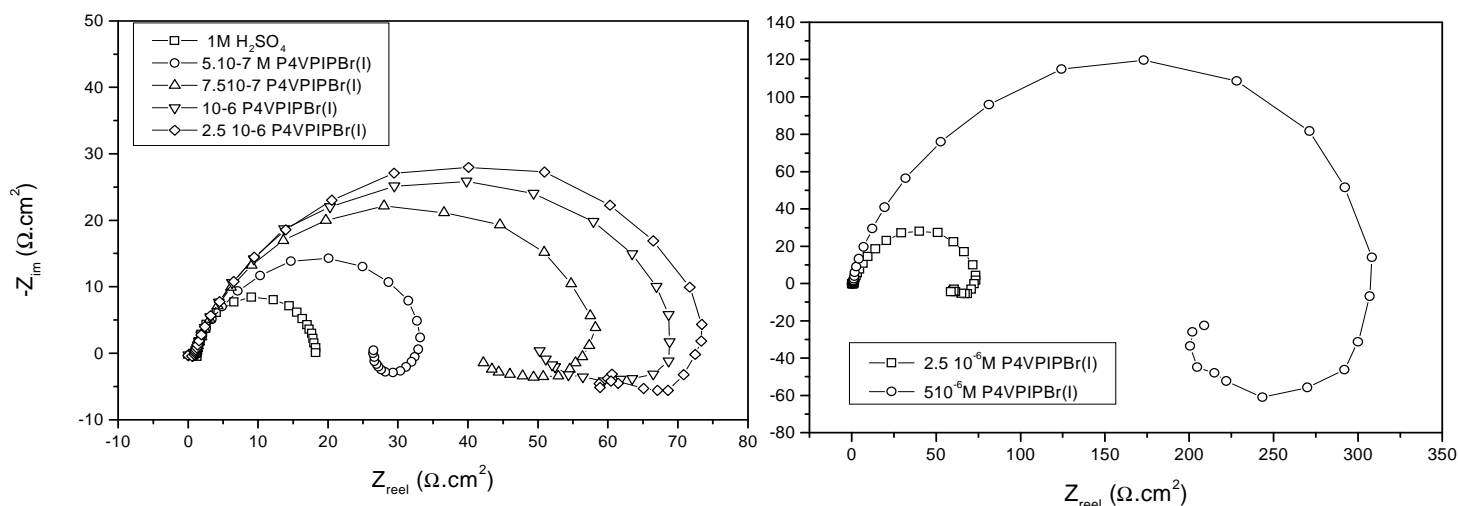 50
40
30
20
10
0
-10
-10 0 10 20 30 40 50 60 70 80
-Z_im (Ω.cm²)
Z_reel (Ω.cm²)
1M H₂SO₄
5.10-7 M P4VPIPBr(I)
7.510-7 P4VPIPBr(I)
10-6 P4VPIPBr(I)
2.5 10-6 P4VPIPBr(I)
140
120
100
80
60
40
20
0
-20
-40
-60
-80
0 50 100 150 200 250 300 350
Z_reel (Ω.cm²)
2.5 10⁻⁶M P4VPIPBr(I)
510⁻⁶M P4VPIPBr(I)